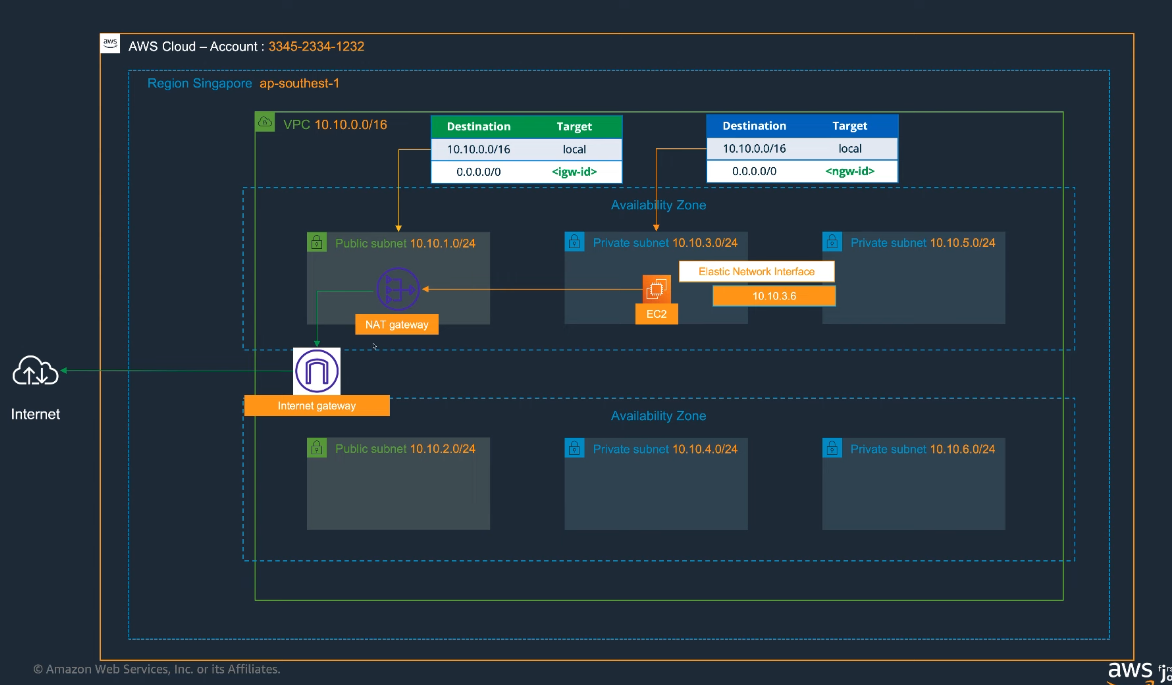 aws
AWS Cloud – Account : 3345-2334-1232
Region Singapore ap-southest-1
VPC 10.10.0.0/16
Destination Target
10.10.0.0/16 local
0.0.0.0/0 <igw-id>
Destination Target
10.10.0.0/16 local
0.0.0.0/0 <ngw-id>
Availability Zone
Public subnet 10.10.1.0/24
Private subnet 10.10.3.0/24
Private subnet 10.10.5.0/24
Elastic Network Interface
10.10.3.6
EC2
NAT gateway
Internet gateway
Internet
Availability Zone
Public subnet 10.10.2.0/24
Private subnet 10.10.4.0/24
Private subnet 10.10.6.0/24
© Amazon Web Services, Inc. or its Affiliates.
aws